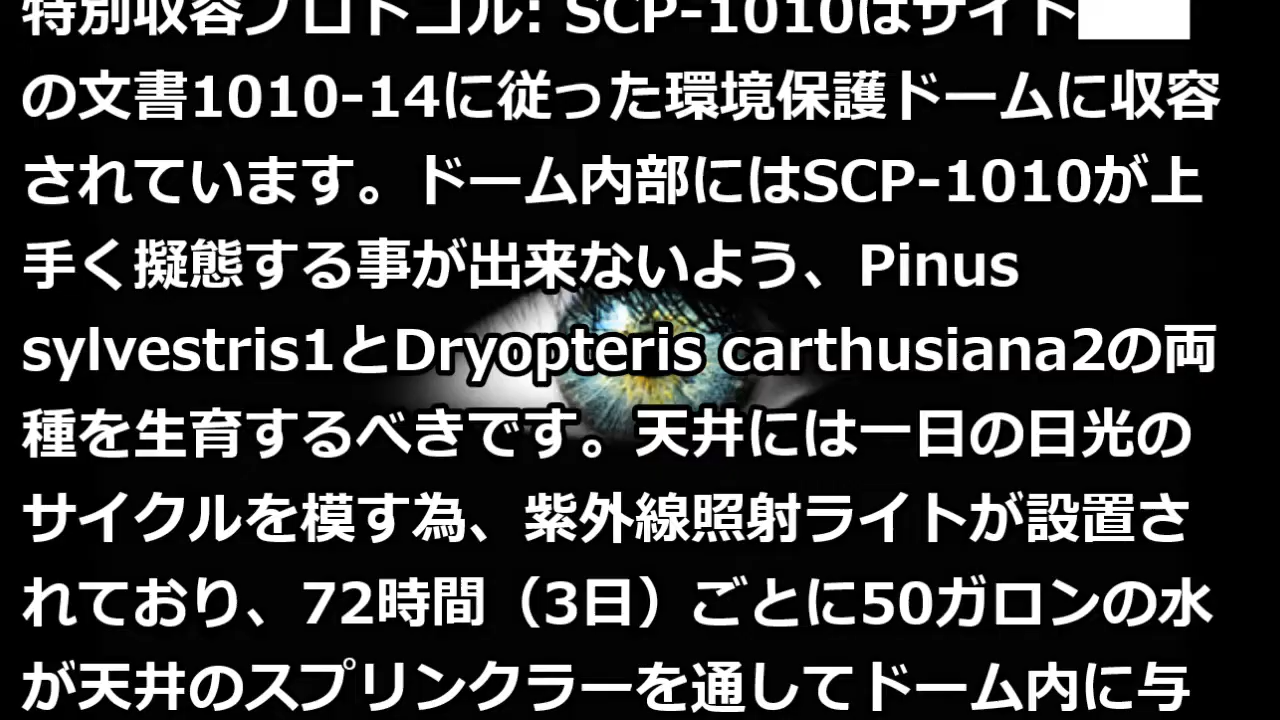 特別収容プロトコル: SCP-1010はサイト███
の文書1010-14に従った環境保護ドームに収容
されています。ドーム内部にはSCP-1010が上
手く擬態する事が出来ないよう、Pinus
sylvestris1とDryopteris carthusiana2の両
種を生育するべきです。天井には一日の日光の
サイクルを模す為、紫外線照射ライトが設置さ
れており、72時間（3日）ごとに50ガロンの水
が天井のスプリンクラーを通してドーム内に与